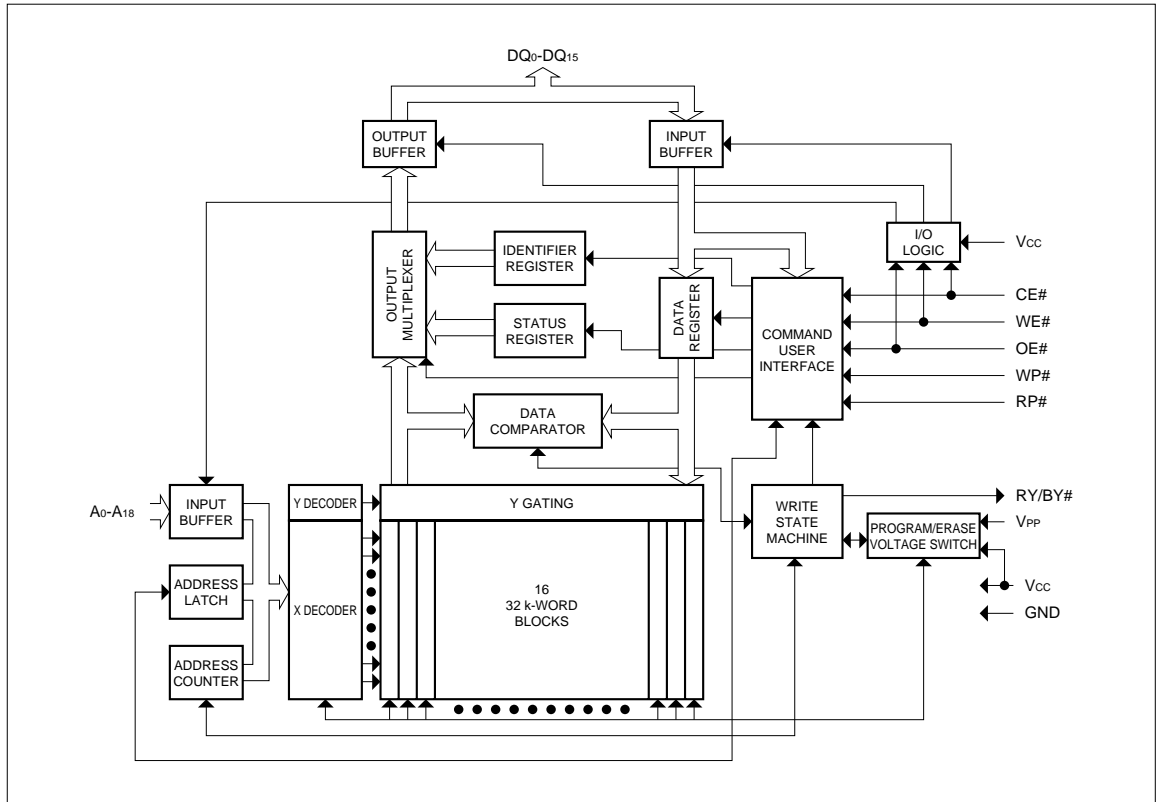 DQ0-DQ15
OUTPUT
BUFFER
INPUT
BUFFER
I/O
LOGIC
VCC
OUTPUT
MULTIPLEXER
IDENTIFIER
REGISTER
STATUS
REGISTER
DATA
REGISTER
COMMAND
USER
INTERFACE
CE#
WE#
OE#
WP#
RP#
DATA
COMPARATOR
A0-A18
INPUT
BUFFER
Y DECODER
Y GATING
WRITE
STATE
MACHINE
RY/BY#
PROGRAM/ERASE
VOLTAGE SWITCH
VPP
VCC
GND
ADDRESS
LATCH
X DECODER
16
32 k-WORD
BLOCKS
ADDRESS
COUNTER